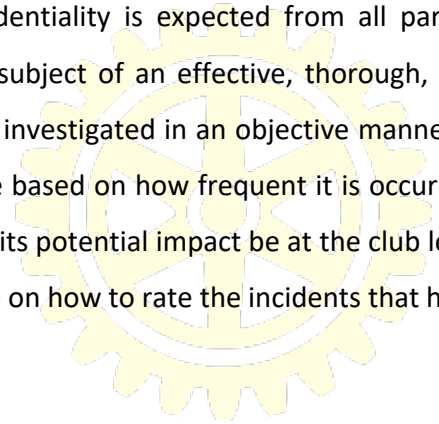 dentiality is expected from all par
subject of an effective, thorough,
investigated in an objective manne
e based on how frequent it is occur
its potential impact be at the club le
on how to rate the incidents that h